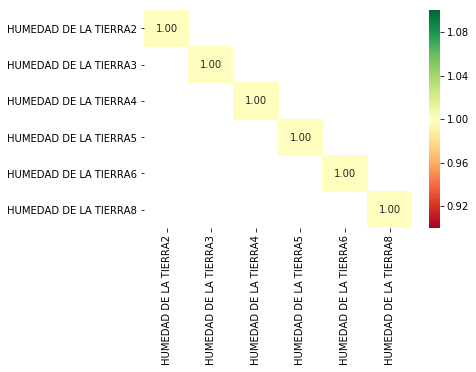 HUMEDAD DE LA TIERRA2
HUMEDAD DE LA TIERRA3
HUMEDAD DE LA TIERRA4
HUMEDAD DE LA TIERRA5
HUMEDAD DE LA TIERRA6
HUMEDAD DE LA TIERRA8
1.00
1.00
1.00
1.00
1.00
1.00
HUMEDAD DE LA TIERRA2
HUMEDAD DE LA TIERRA3
HUMEDAD DE LA TIERRA4
HUMEDAD DE LA TIERRA5
HUMEDAD DE LA TIERRA6
HUMEDAD DE LA TIERRA8
1.08
1.04
1.00
0.96
0.92